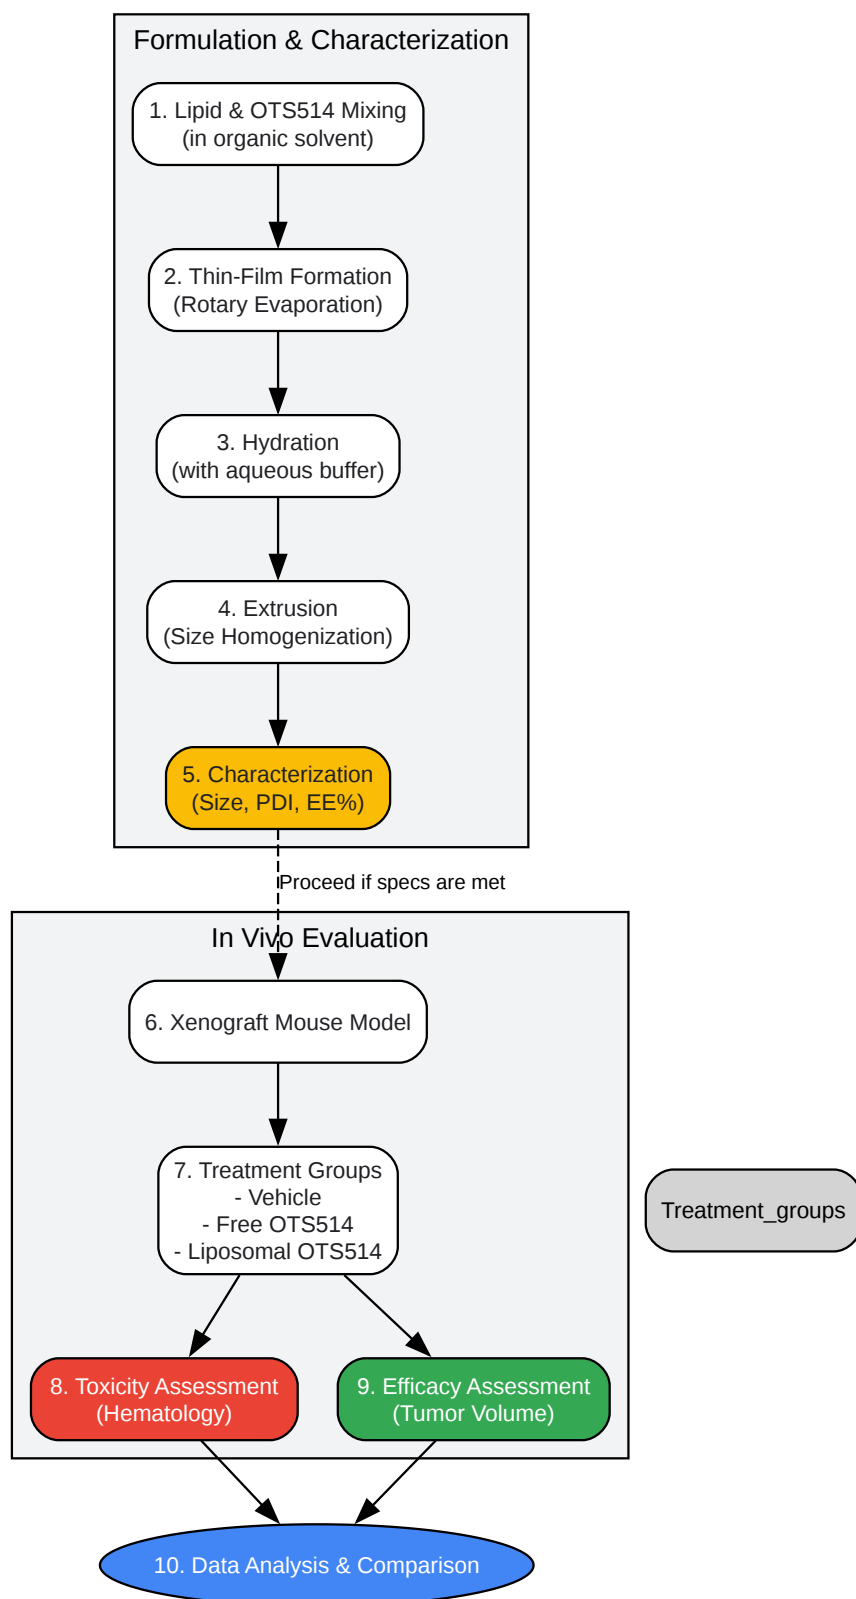 Formulation & Characterization
1. Lipid & OTS514 Mixing
(in organic solvent)
2. Thin-Film Formation
(Rotary Evaporation)
3. Hydration
(with aqueous buffer)
4. Extrusion
(Size Homogenization)
5. Characterization
(Size, PDI, EE%)
Proceed if specs are met
In Vivo Evaluation
6. Xenograft Mouse Model
7. Treatment Groups
- Vehicle
- Free OTS514
- Liposomal OTS514
Treatment_groups
8. Toxicity Assessment
(Hematology)
9. Efficacy Assessment
(Tumor Volume)
10. Data Analysis & Comparison